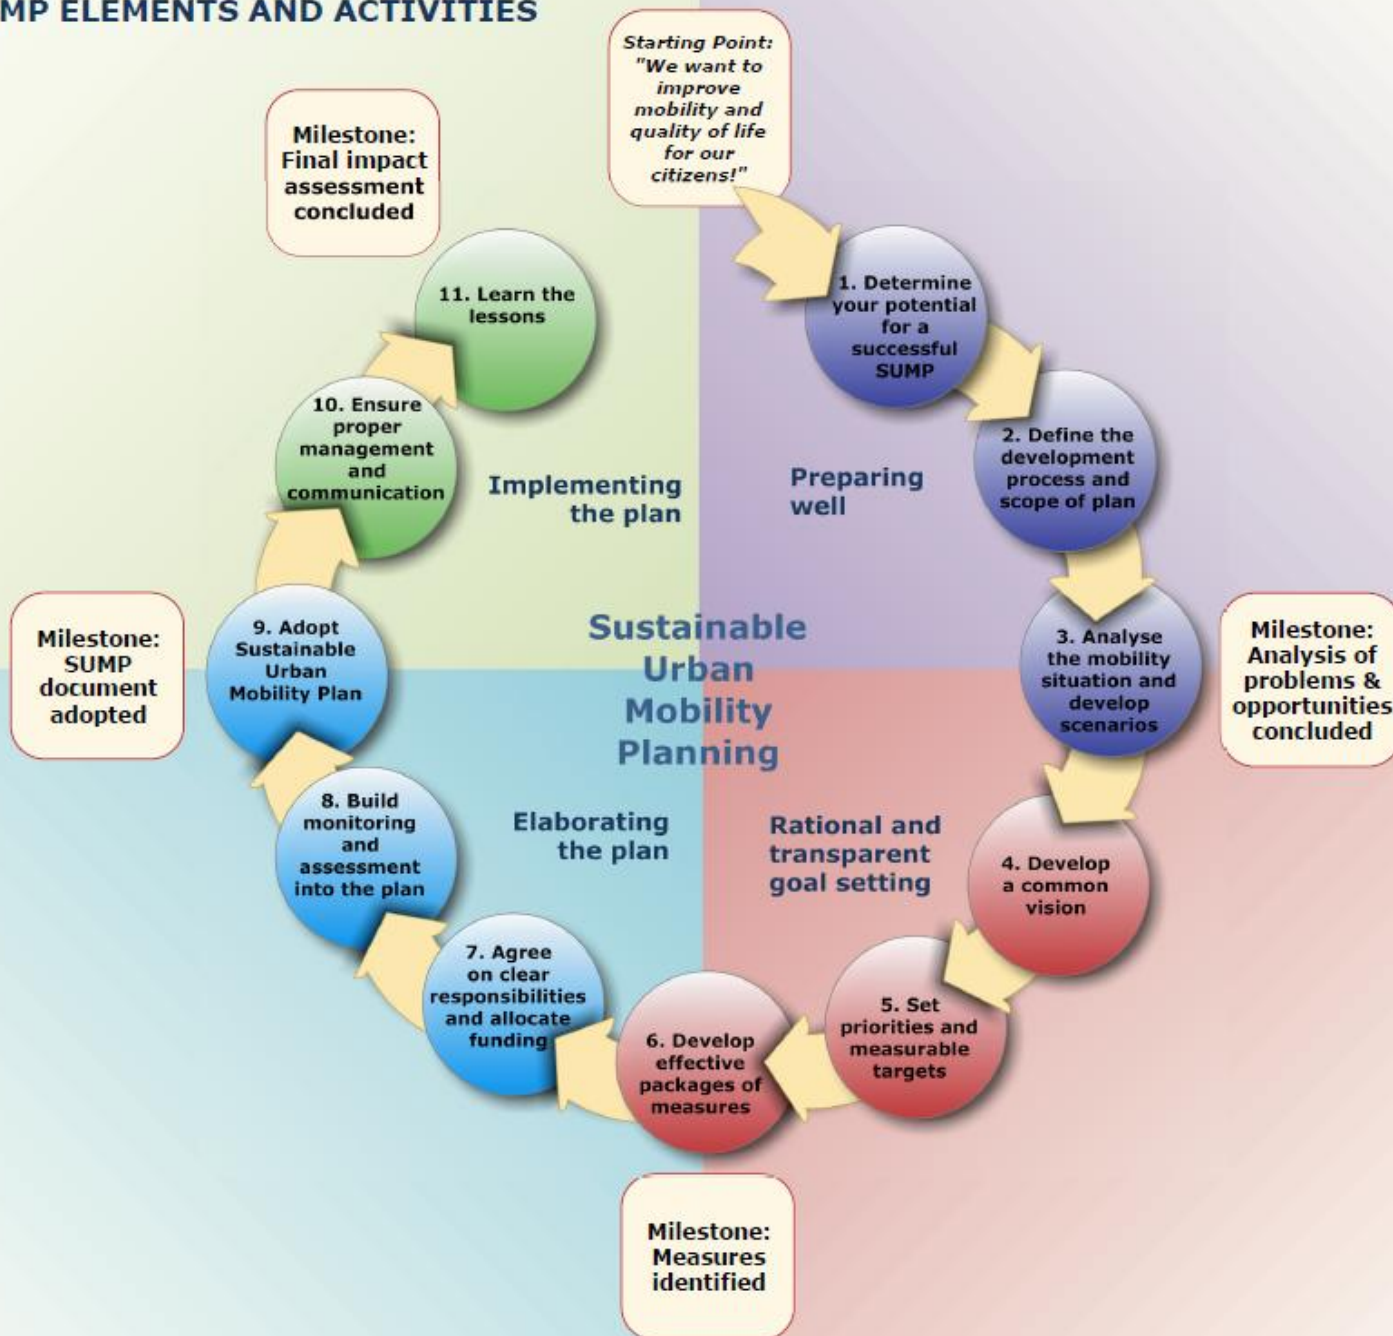 MP ELEMENTS AND ACTIVITIES
Starting Point:
"We want to
improve
mobility and
quality of life
for our
citizens!"
Milestone:
Final impact
assessment
concluded
1. Determine
your potential
for a
successful
SUMP
2. Define the
development
process and
scope of plan
3. Analyse
the mobility
situation and
develop
scenarios
Milestone:
Analysis of
problems &
opportunities
concluded
4. Develop
a common
vision
5. Set
priorities and
measurable
targets
6. Develop
effective
packages of
measures
Milestone:
Measures
identified
7. Agree
on clear
responsibilities
and allocate
funding
8. Build
monitoring
and
assessment
into the plan
9. Adopt
Sustainable
Urban
Mobility Plan
Milestone:
SUMP
document
adopted
10. Ensure
proper
management
and
communication
11. Learn the
lessons
Implementing
the plan
Preparing
well
Sustainable
Urban
Mobility
Planning
Elaborating
the plan
Rational and
transparent
goal setting